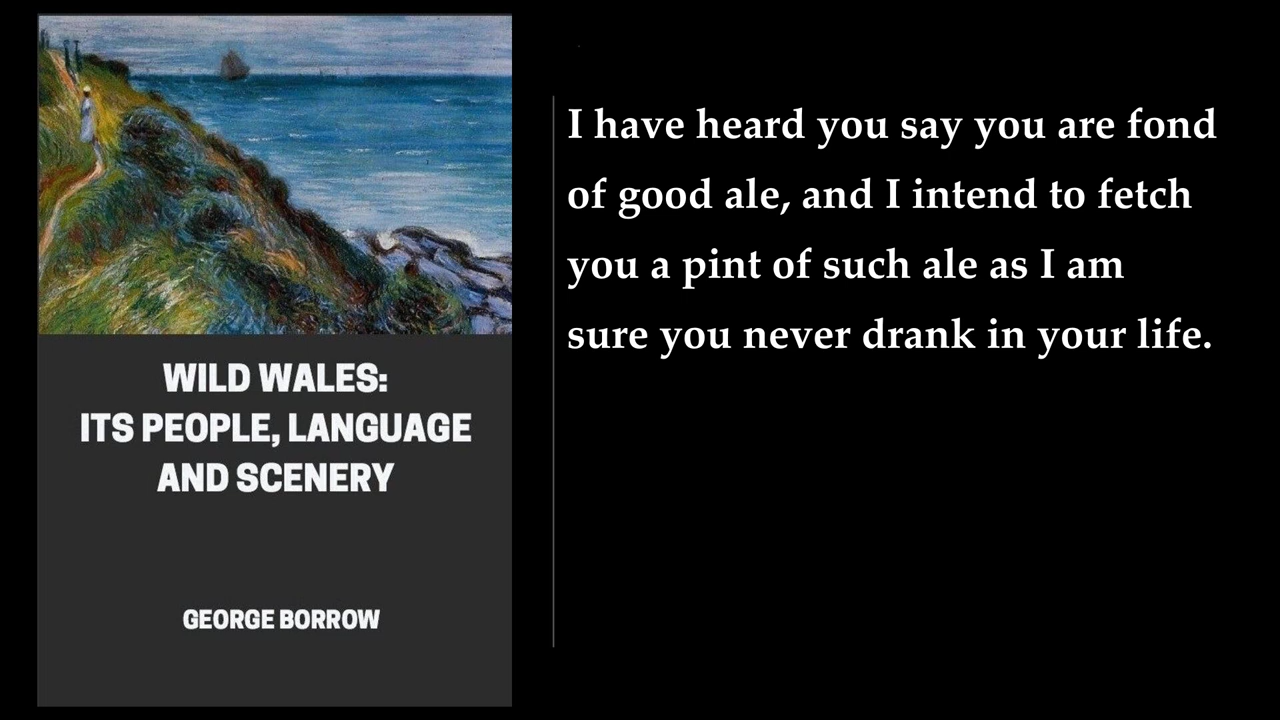 WILD WALES:
ITS PEOPLE, LANGUAGE
AND SCENERY
GEORGE BORROW
I have heard you say you are fond
of good ale, and I intend to fetch
you a pint of such ale as I am
sure you never drank in your life.